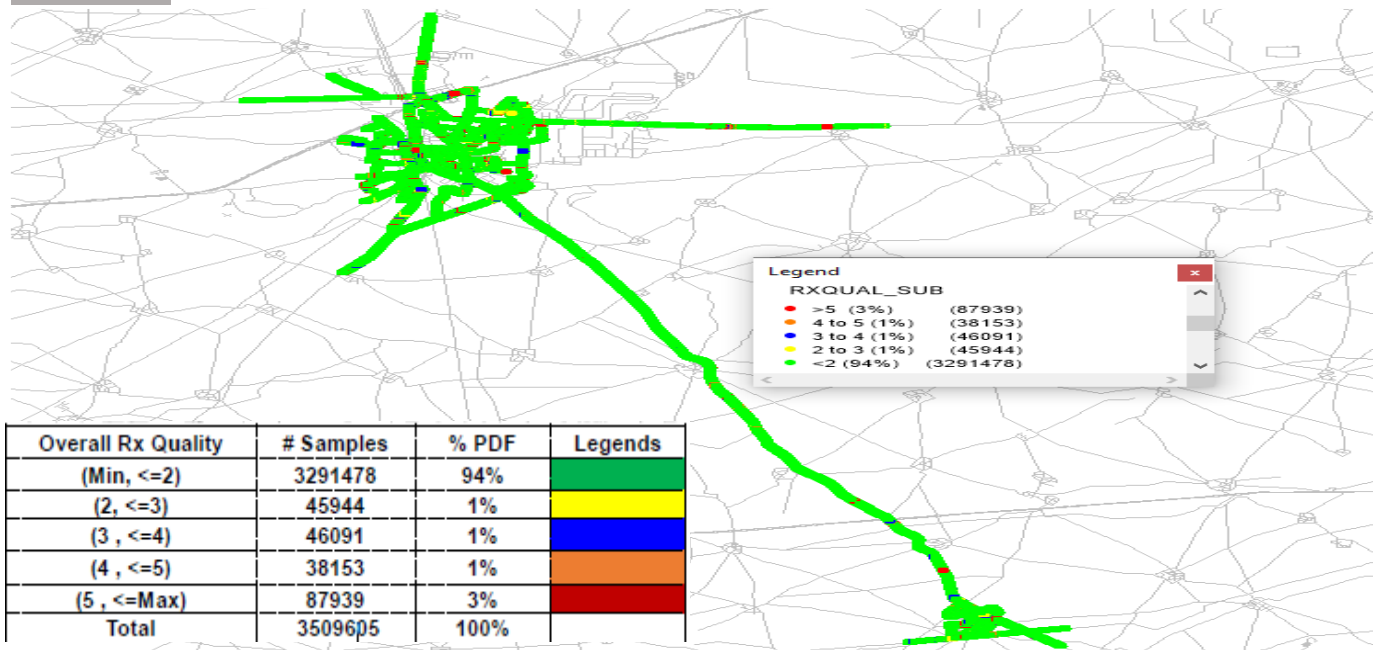 Legend
RXQUAL_SUB
>5 (3%) (87939)
4 to 5 (1%) (38153)
3 to 4 (1%) (46091)
2 to 3 (1%) (45944)
<2 (94%) (3291478)
Overall Rx Quality # Samples % PDF Legends
(Min, <=2) 3291478 94%
(2, <=3) 45944 1%
(3 , <=4) 46091 1%
(4 , <=5) 38153 1%
(5 , <=Max) 87939 3%
Total 3509605 100%